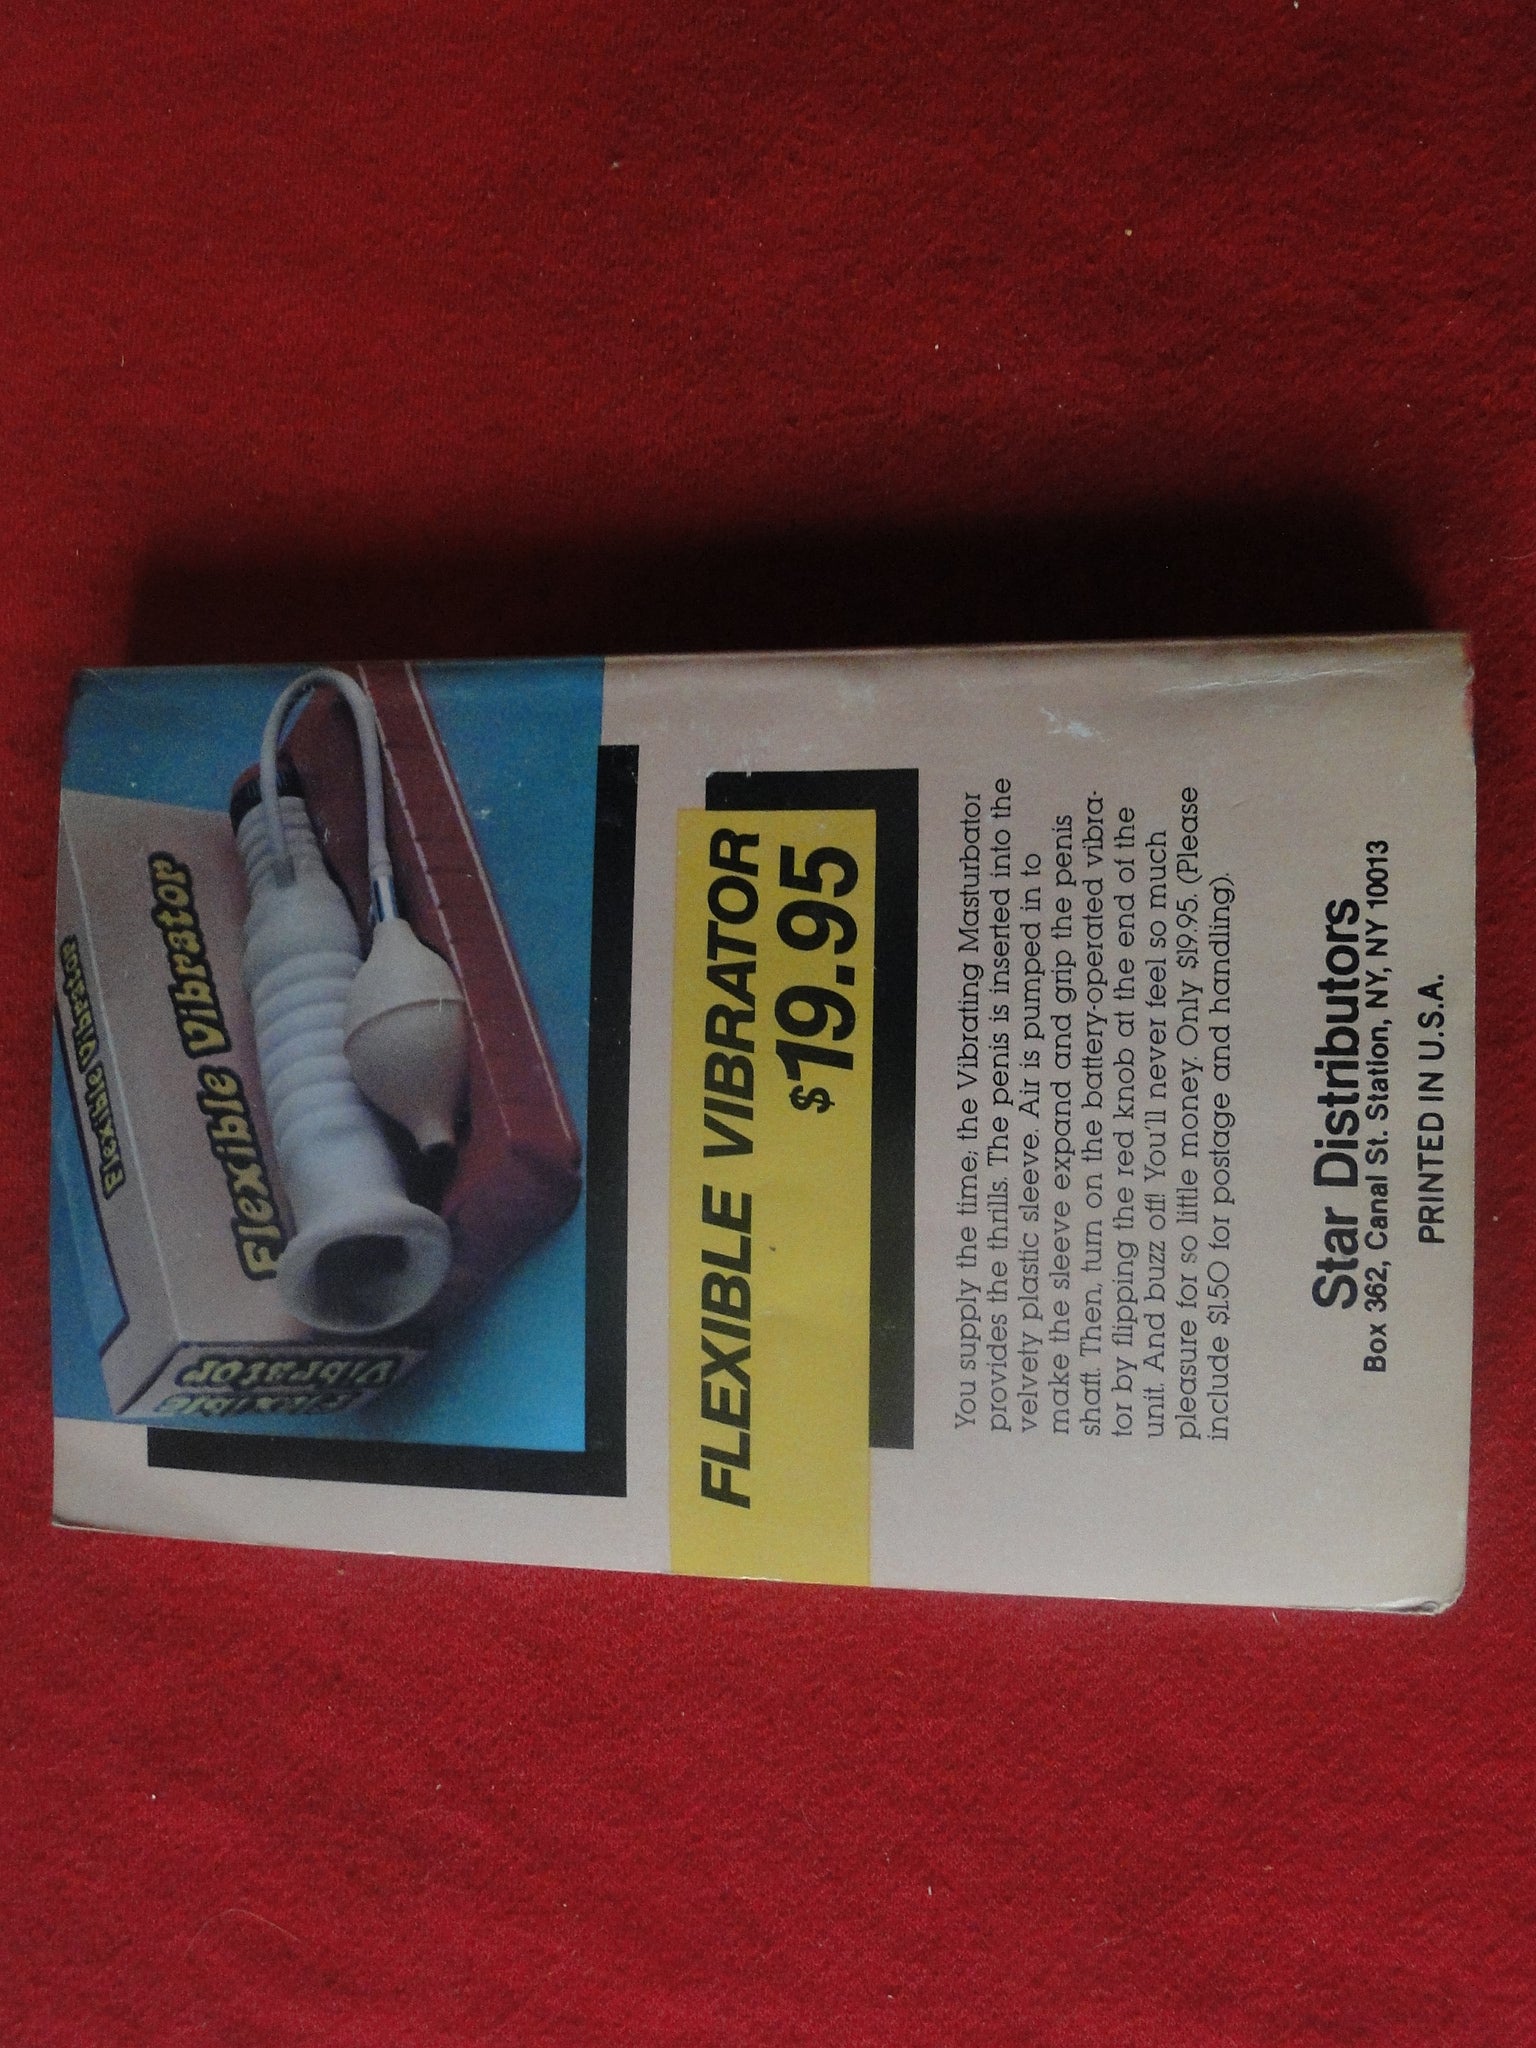 Flexible Vibrator
Flexible Vibrator
Flexible
Vibrator
FLEXIBLE VIBRATOR
$19.95
You supply the time; the Vibrating Masturbator
provides the thrills. The penis is inserted into the
velvety plastic sleeve. Air is pumped in to
make the sleeve expand and grip the penis
shaft. Then, turn on the battery-operated vibra-
tor by flipping the red knob at the end of the
unit. And buzz off! You'll never feel so much
pleasure for so little money. Only $19.95. (Please
include $1.50 for postage and handling).
Star Distributors
Box 362, Canal St. Station, NY, NY 10013
PRINTED IN U.S.A.